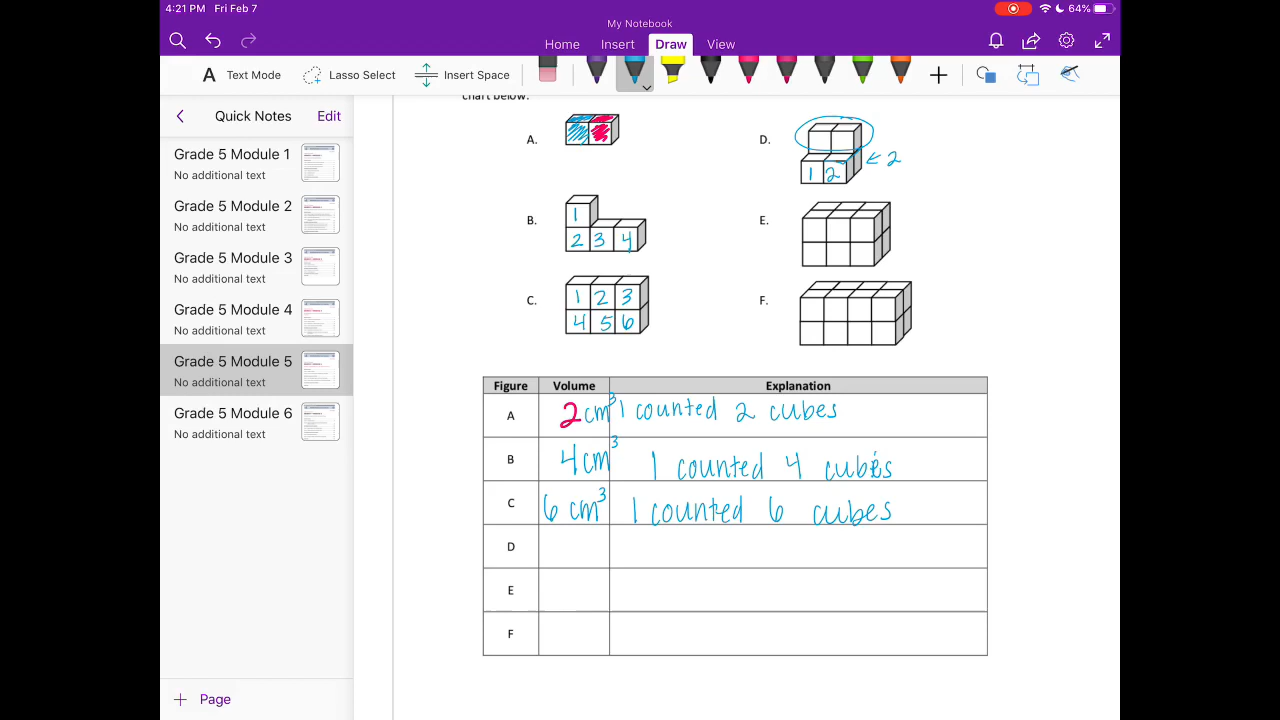 4:21 PM Fri Feb 7
64%
My Notebook
Home Insert Draw View
A Text Mode Lasso Select Insert Space
Quick Notes Edit
Grade 5 Module 1
No additional text
Grade 5 Module 2
No additional text
Grade 5 Module 3
No additional text
Grade 5 Module 4
No additional text
Grade 5 Module 5
No additional text
Grade 5 Module 6
No additional text
Page
chart below.
A.
D.
1 2
2
B.
1
2 3 4
E.
C.
1 2 3
4 5 6
F.
Figure Volume Explanation
A 2 cm³ I counted 2 cubes
B 4 cm³ I counted 4 cubes
C 6 cm³ I counted 6 cubes
D
E
F